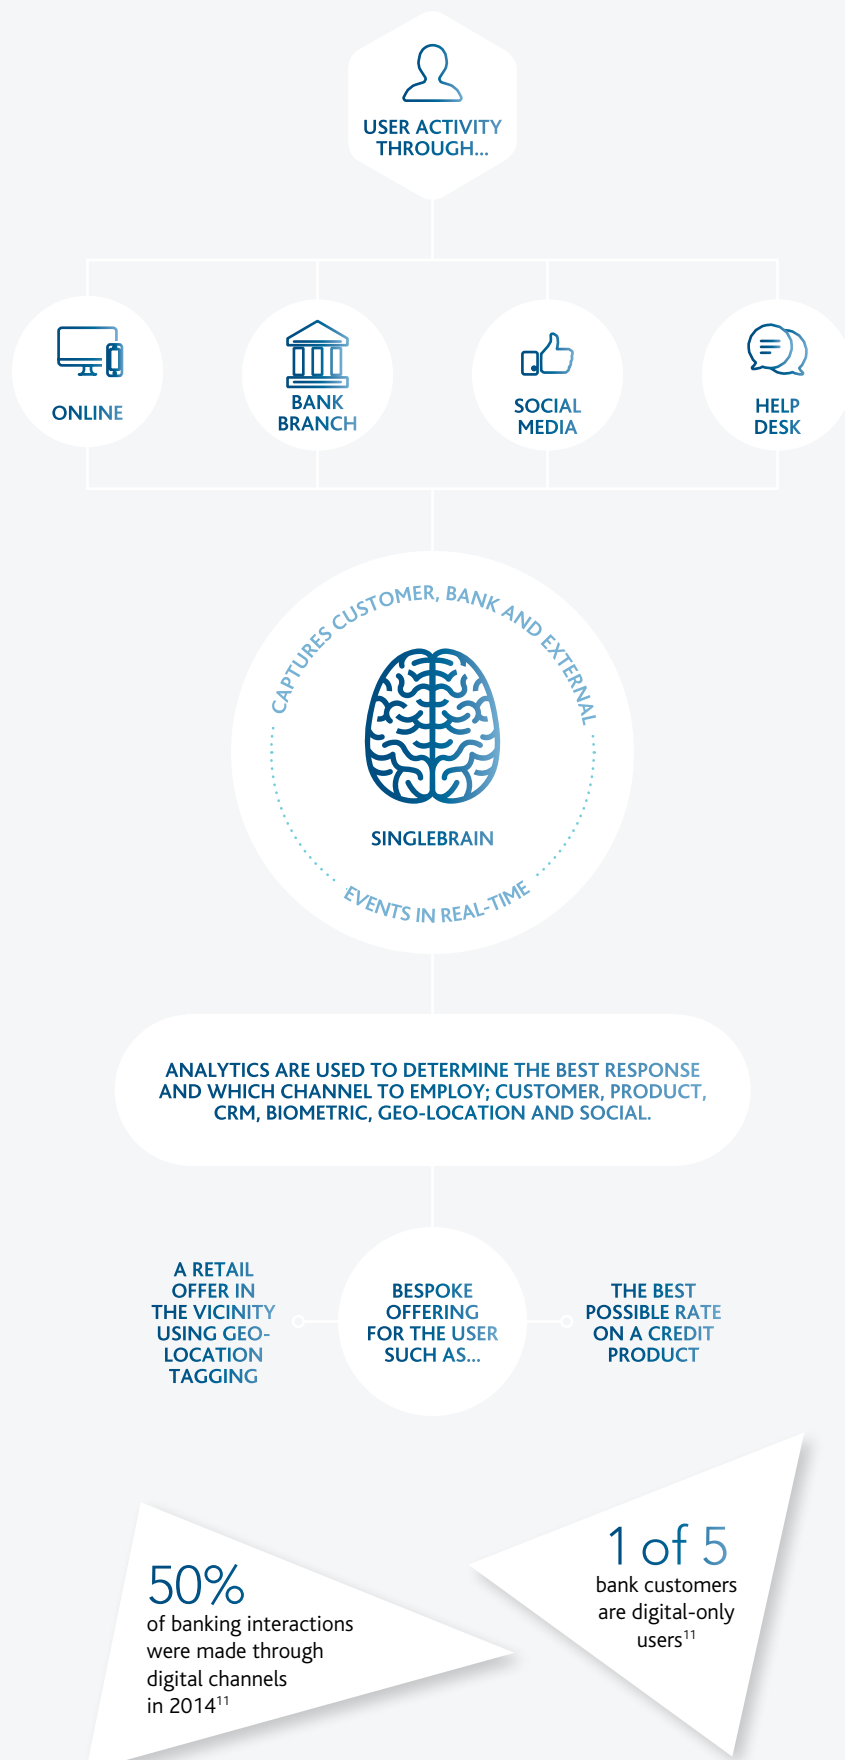 USER ACTIVITY
THROUGH...
ONLINE
BANK
BRANCH
SOCIAL
MEDIA
HELP
DESK
CAPTURES CUSTOMER, BANK AND EXTERNAL
SINGLEBRAIN
EVENTS IN REAL-TIME
ANALYTICS ARE USED TO DETERMINE THE BEST RESPONSE
AND WHICH CHANNEL TO EMPLOY; CUSTOMER, PRODUCT,
CRM, BIOMETRIC, GEO-LOCATION AND SOCIAL.
A RETAIL
OFFER IN
THE VICINITY
USING GEO-
LOCATION
TAGGING
BESPOKE
OFFERING
FOR THE USER
SUCH AS...
THE BEST
POSSIBLE RATE
ON A CREDIT
PRODUCT
50%
of banking interactions
were made through
digital channels
in 2014¹¹
1 of 5
bank customers
are digital-only
users¹¹